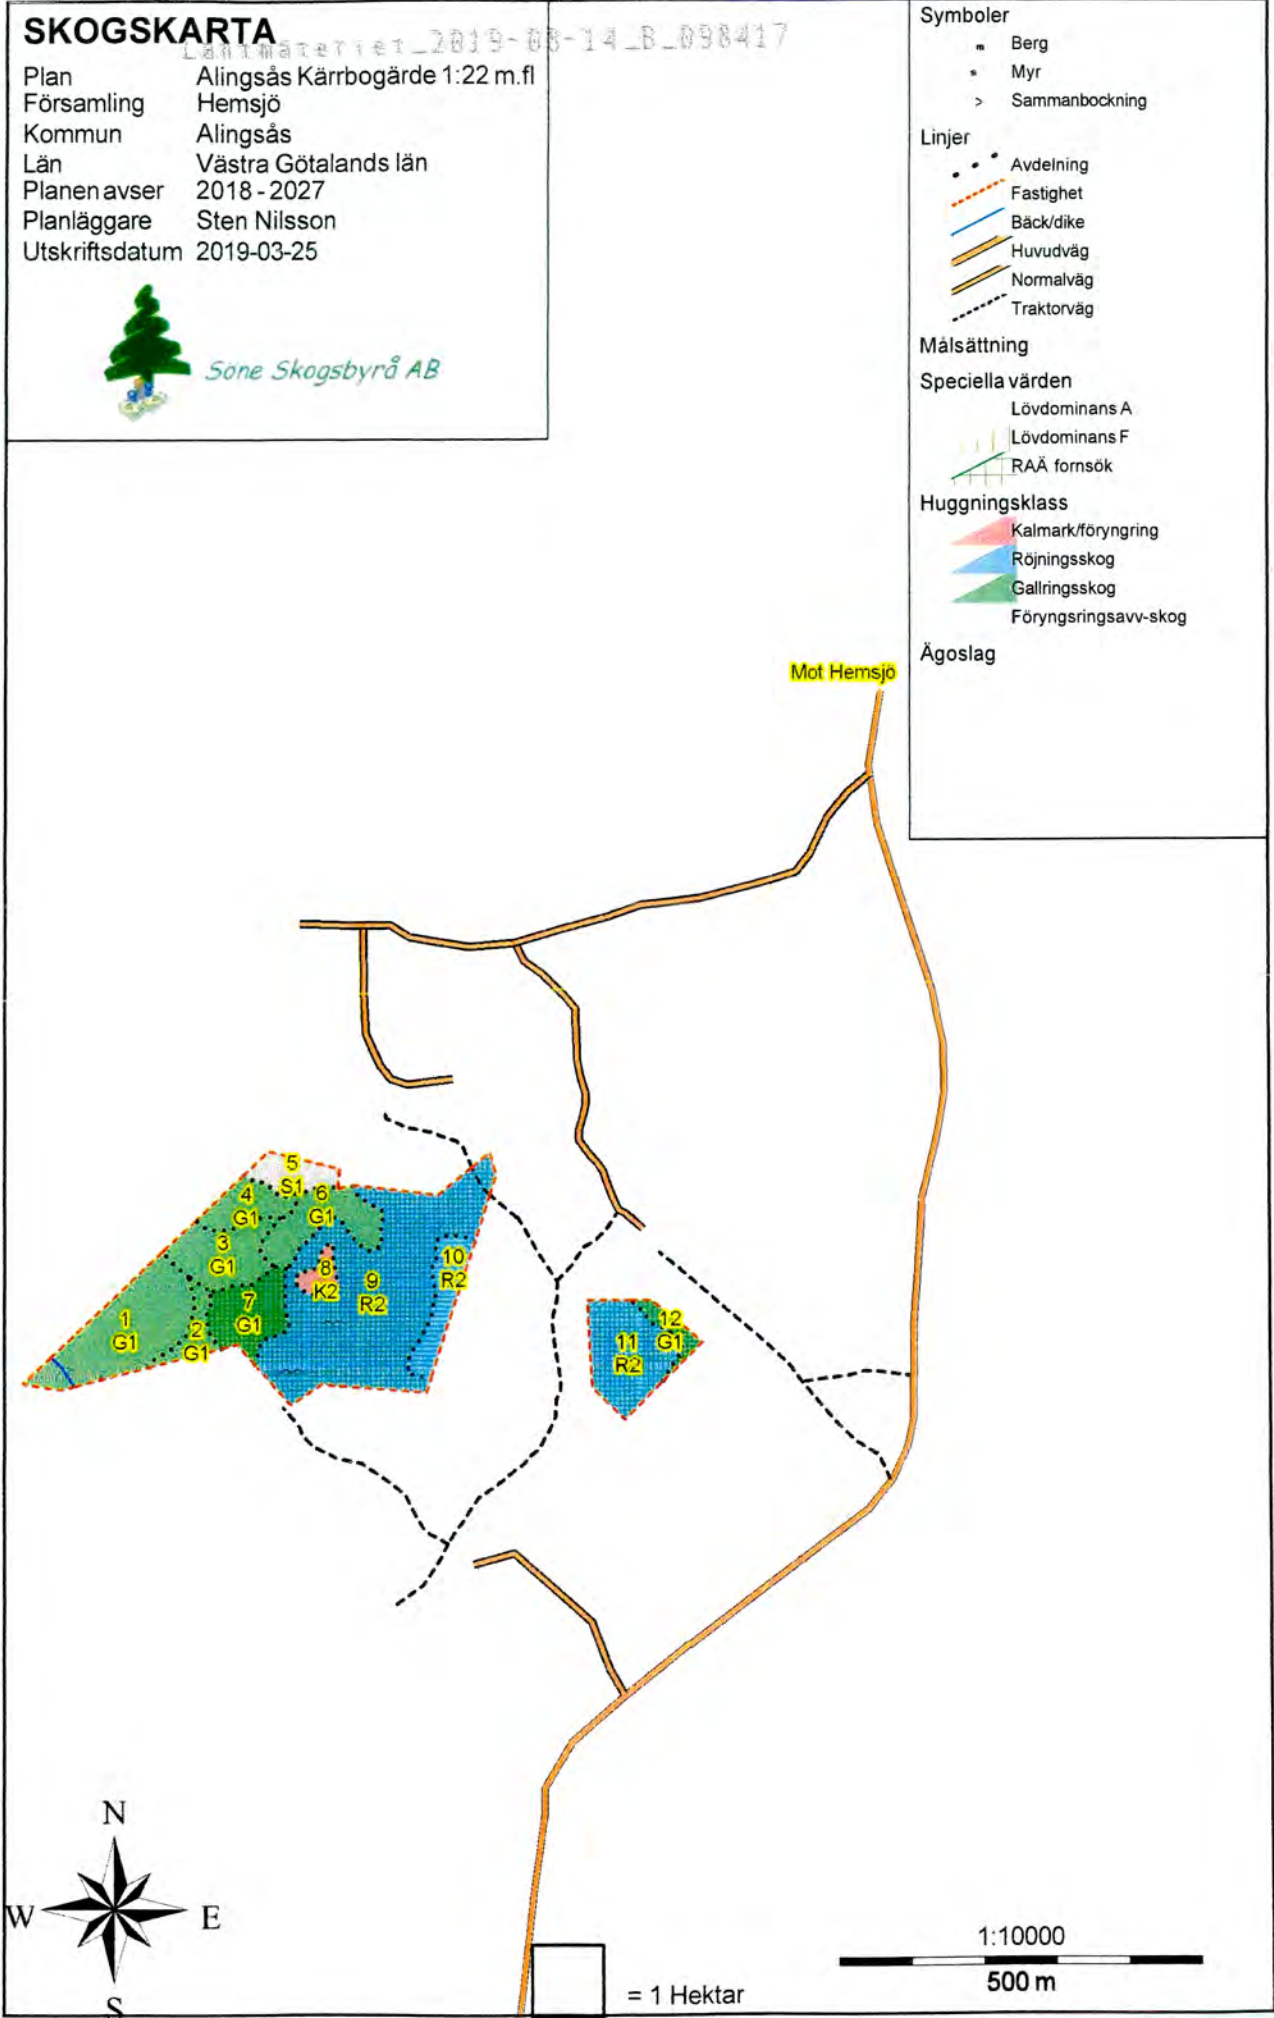 SKOGSKARTA
Lantmäteriet_2019-08-14_B_098417
Plan Alingsås Kärrbogärde 1:22 m.fl
Församling Hemsjö
Kommun Alingsås
Län Västra Götalands län
Planen avser 2018 - 2027
Planläggare Sten Nilsson
Utskriftsdatum 2019-03-25
Söne Skogsbyrå AB
Symboler
Berg
Myr
Sammanbockning
Linjer
Avdelning
Fastighet
Bäck/dike
Huvudväg
Normalväg
Traktorväg
Målsättning
Speciella värden
Lövdominans A
Lövdominans F
RAÄ fornsök
Huggningsklass
Kalmark/föryngring
Röjningsskog
Gallringsskog
Föryngsringsavv-skog
Ägoslag
Mot Hemsjö
5
S1
4
G1
6
G1
3
G1
8
K2
9
R2
10
R2
7
G1
1
G1
2
G1
12
G1
11
R2
N
W E
S
1:10000
500 m
= 1 Hektar